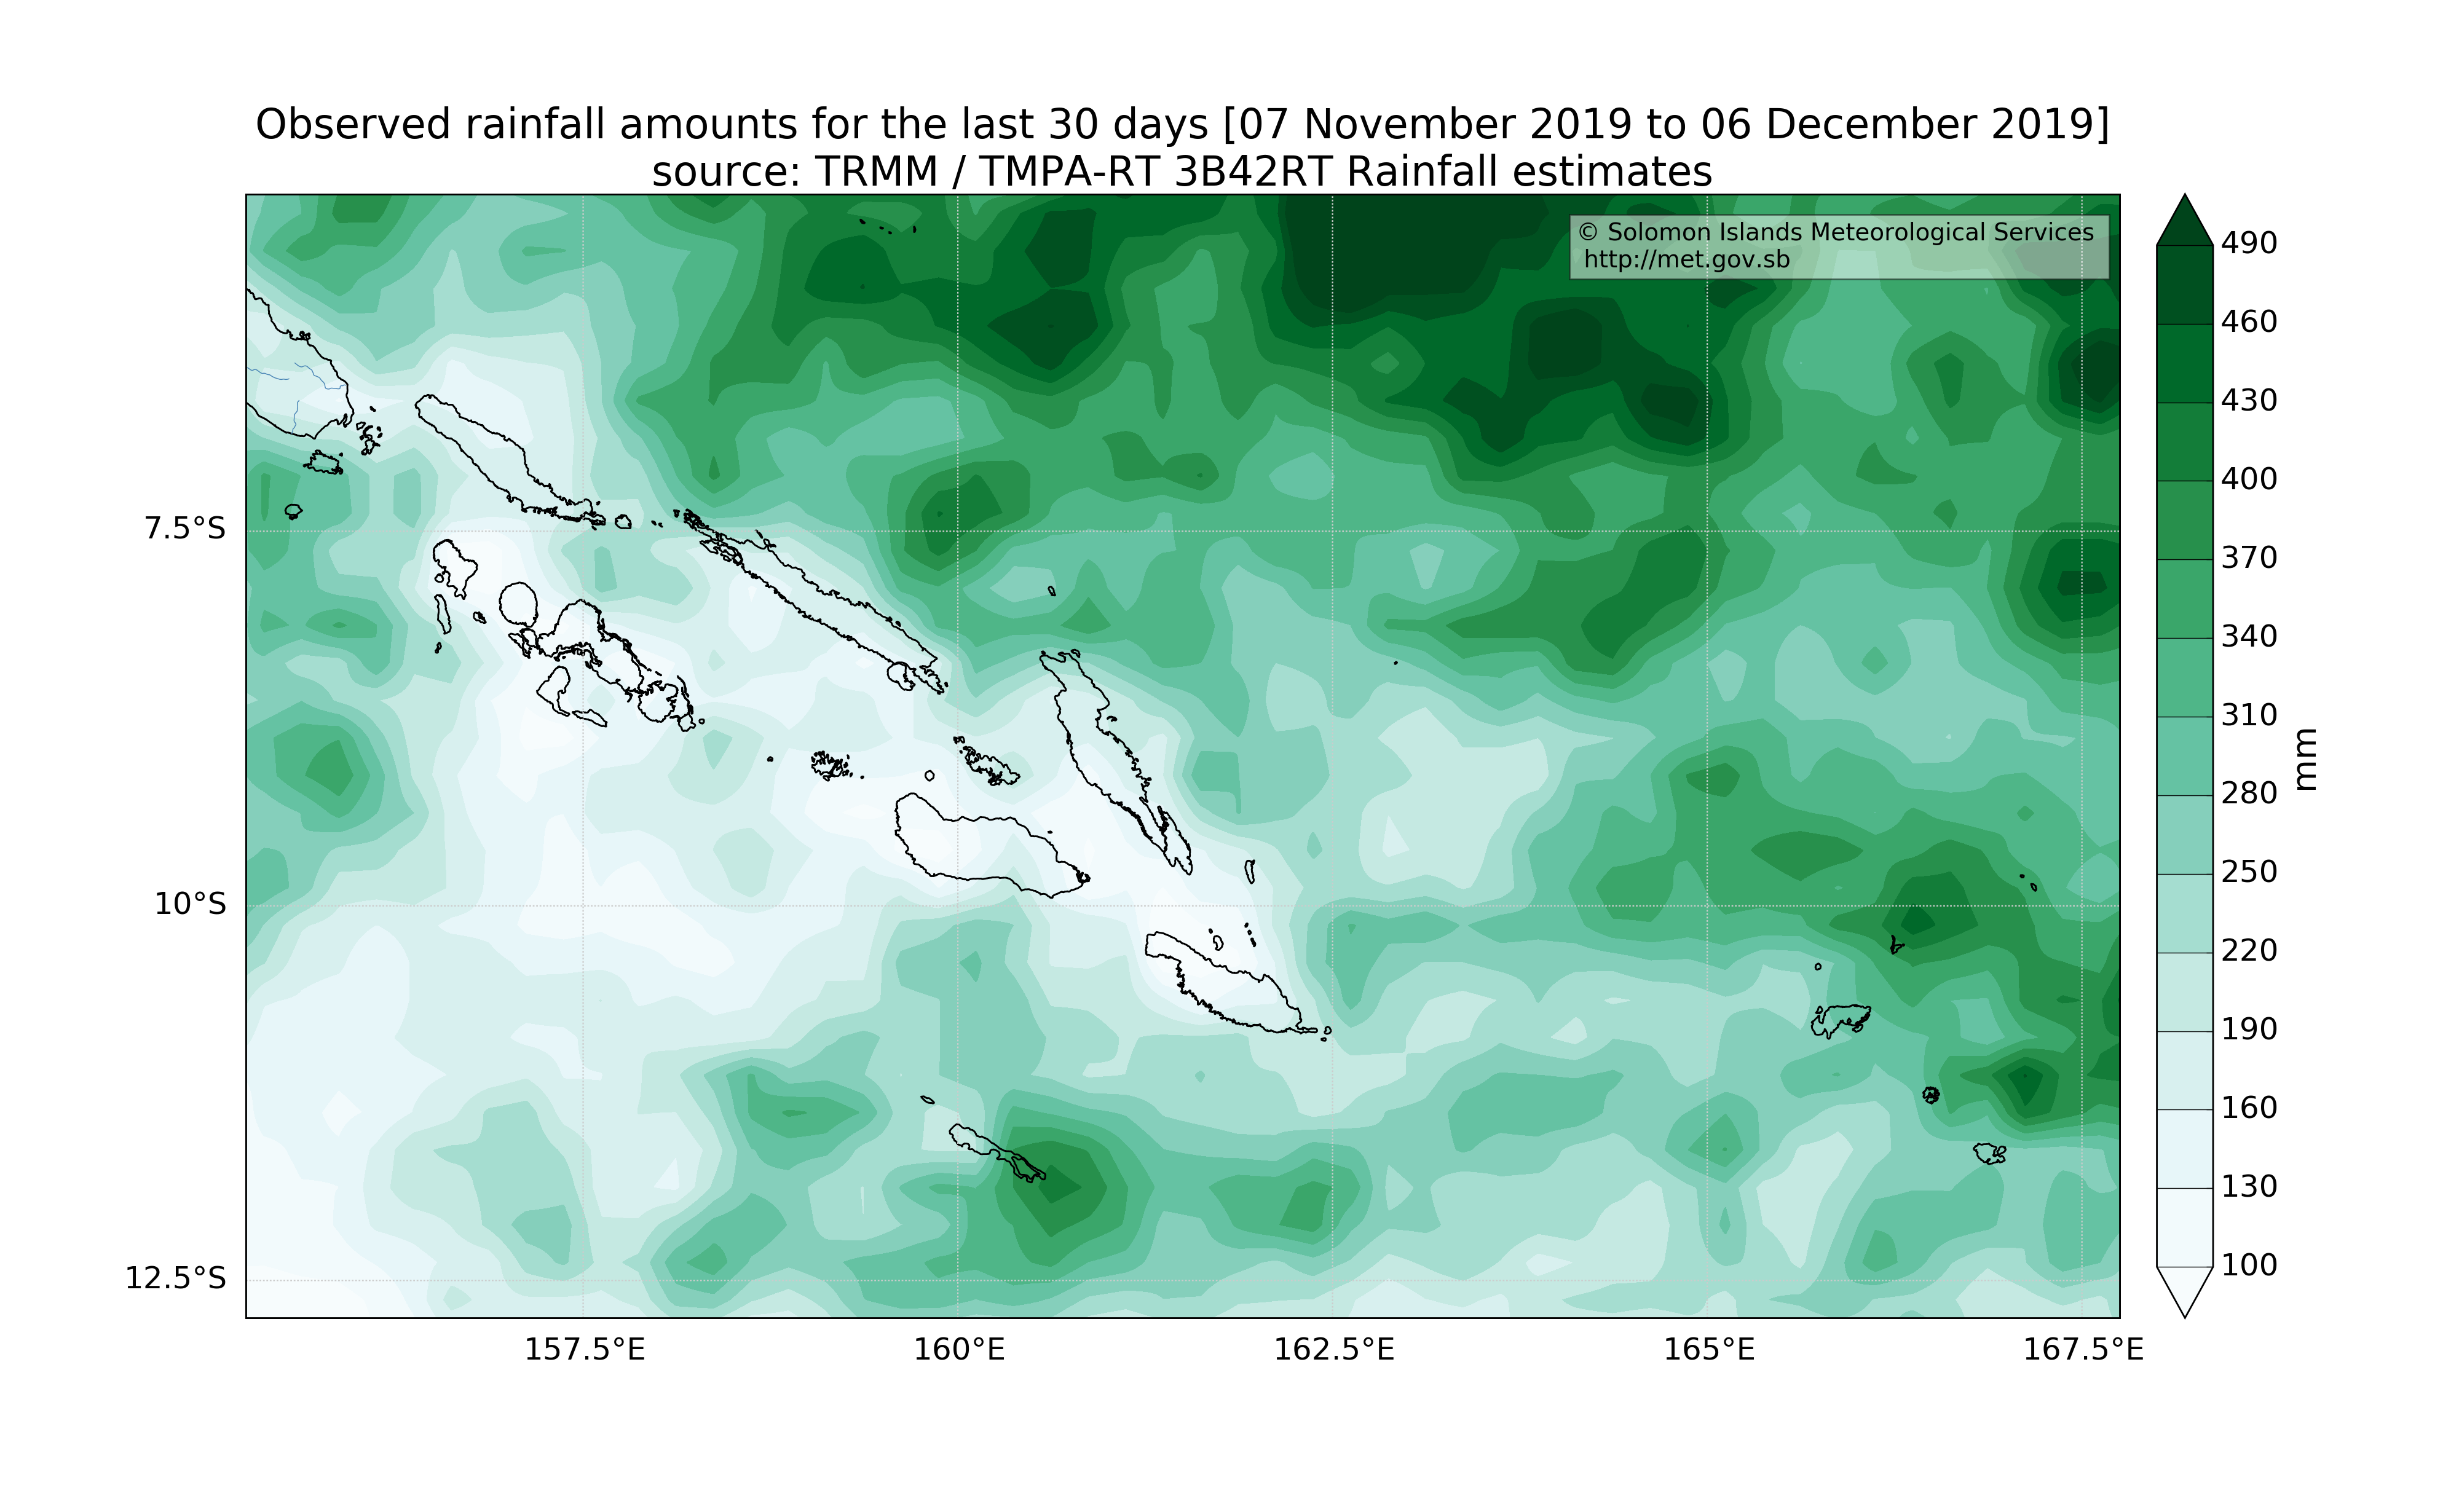 Observed rainfall amounts for the last 30 days [07 November 2019 to 06 December 2019]
source: TRMM / TMPA-RT 3B42RT Rainfall estimates
© Solomon Islands Meteorological Services
http://met.gov.sb
7.5°S
10°S
12.5°S
157.5°E
160°E
162.5°E
165°E
167.5°E
490
460
430
400
370
340
310
280
250
220
190
160
130
100
mm